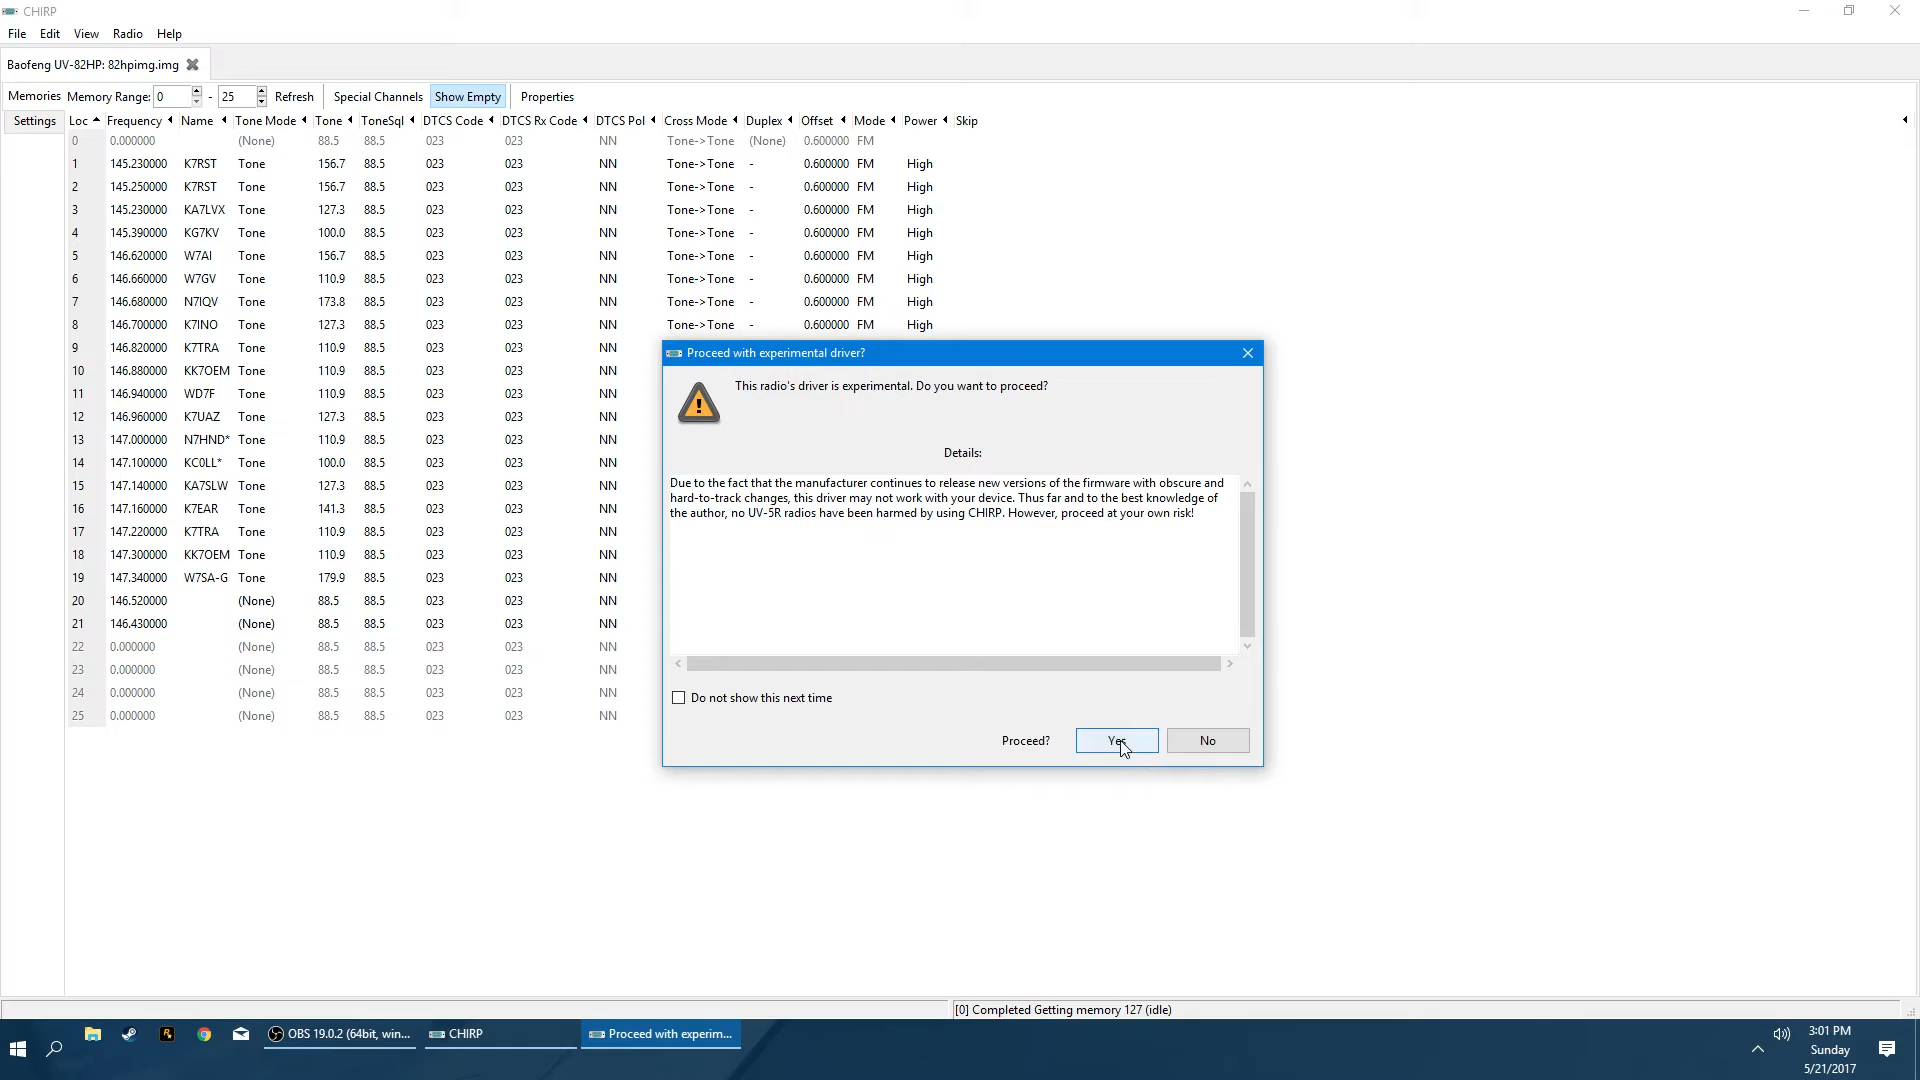 CHIRP
File Edit View Radio Help
Baofeng UV-82HP: 82hpimg.img
Memories Memory Range: 0 - 25 Refresh Special Channels Show Empty Properties
Settings
Loc Frequency Name Tone Mode Tone ToneSql DTCS Code DTCS Rx Code DTCS Pol Cross Mode Duplex Offset Mode Power Skip
0 0.000000 (None) 88.5 88.5 023 023 NN Tone->Tone (None) 0.600000 FM
1 145.230000 K7RST Tone 156.7 88.5 023 023 NN Tone->Tone - 0.600000 FM High
2 145.250000 K7RST Tone 156.7 88.5 023 023 NN Tone->Tone - 0.600000 FM High
3 145.230000 KA7LVX Tone 127.3 88.5 023 023 NN Tone->Tone - 0.600000 FM High
4 145.390000 KG7KV Tone 100.0 88.5 023 023 NN Tone->Tone - 0.600000 FM High
5 146.620000 W7AI Tone 156.7 88.5 023 023 NN Tone->Tone - 0.600000 FM High
6 146.660000 W7GV Tone 110.9 88.5 023 023 NN Tone->Tone - 0.600000 FM High
7 146.680000 N7IQV Tone 173.8 88.5 023 023 NN Tone->Tone - 0.600000 FM High
8 146.700000 K7INO Tone 127.3 88.5 023 023 NN Tone->Tone - 0.600000 FM High
9 146.820000 K7TRA Tone 110.9 88.5 023 023 NN
10 146.880000 KK7OEM Tone 110.9 88.5 023 023 NN
11 146.940000 WD7F Tone 110.9 88.5 023 023 NN
12 146.960000 K7UAZ Tone 127.3 88.5 023 023 NN
13 147.000000 N7HND* Tone 110.9 88.5 023 023 NN
14 147.100000 KC0LL* Tone 100.0 88.5 023 023 NN
15 147.140000 KA7SLW Tone 127.3 88.5 023 023 NN
16 147.160000 K7EAR Tone 141.3 88.5 023 023 NN
17 147.220000 K7TRA Tone 110.9 88.5 023 023 NN
18 147.300000 KK7OEM Tone 110.9 88.5 023 023 NN
19 147.340000 W7SA-G Tone 179.9 88.5 023 023 NN
20 146.520000 (None) 88.5 88.5 023 023 NN
21 146.430000 (None) 88.5 88.5 023 023 NN
22 0.000000 (None) 88.5 88.5 023 023 NN
23 0.000000 (None) 88.5 88.5 023 023 NN
24 0.000000 (None) 88.5 88.5 023 023 NN
25 0.000000 (None) 88.5 88.5 023 023 NN
Proceed with experimental driver?
This radio's driver is experimental. Do you want to proceed?
Details:
Due to the fact that the manufacturer continues to release new versions of the firmware with obscure and
hard-to-track changes, this driver may not work with your device. Thus far and to the best knowledge of
the author, no UV-5R radios have been harmed by using CHIRP. However, proceed at your own risk!
Do not show this next time
Proceed? Yes No
[0] Completed Getting memory 127 (idle)
OBS 19.0.2 (64bit, win... CHIRP Proceed with experim...
3:01 PM
Sunday
5/21/2017